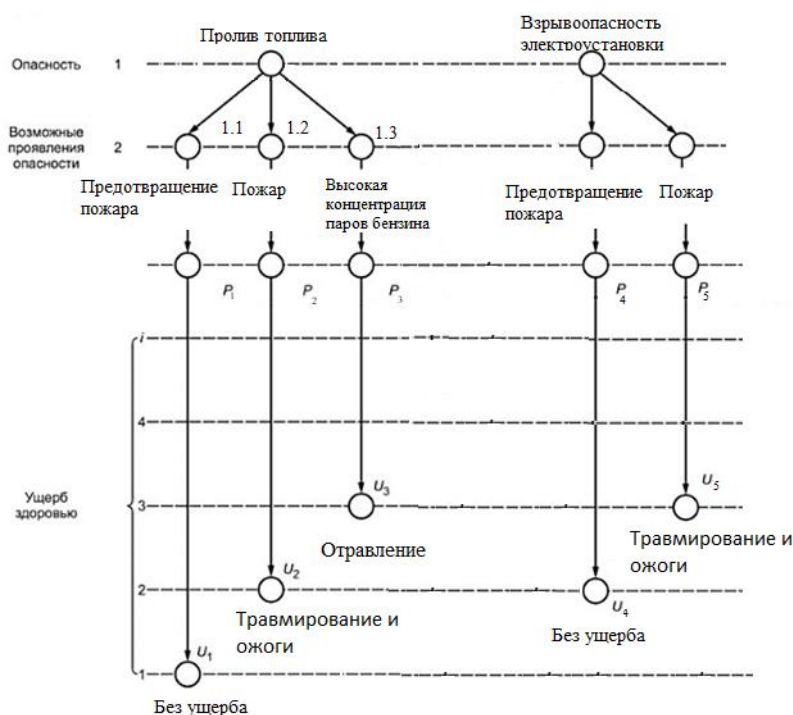 Пролив топлива
Взрывоопасность
электроустановки
Опасность 1
Возможные
проявления
опасности
2
1.1 1.2 1.3
Предотвращение
пожара
Пожар
Высокая
концентрация
паров бензина
Предотвращение
пожара
Пожар
P1 P2 P3 P4 P5
i
4
Ущерб
здоровью
3
U3
U5
Отравление
Травмирование и
ожоги
2
U2
U4
Травмирование и
ожоги
Без ущерба
U1
1
Без ущерба